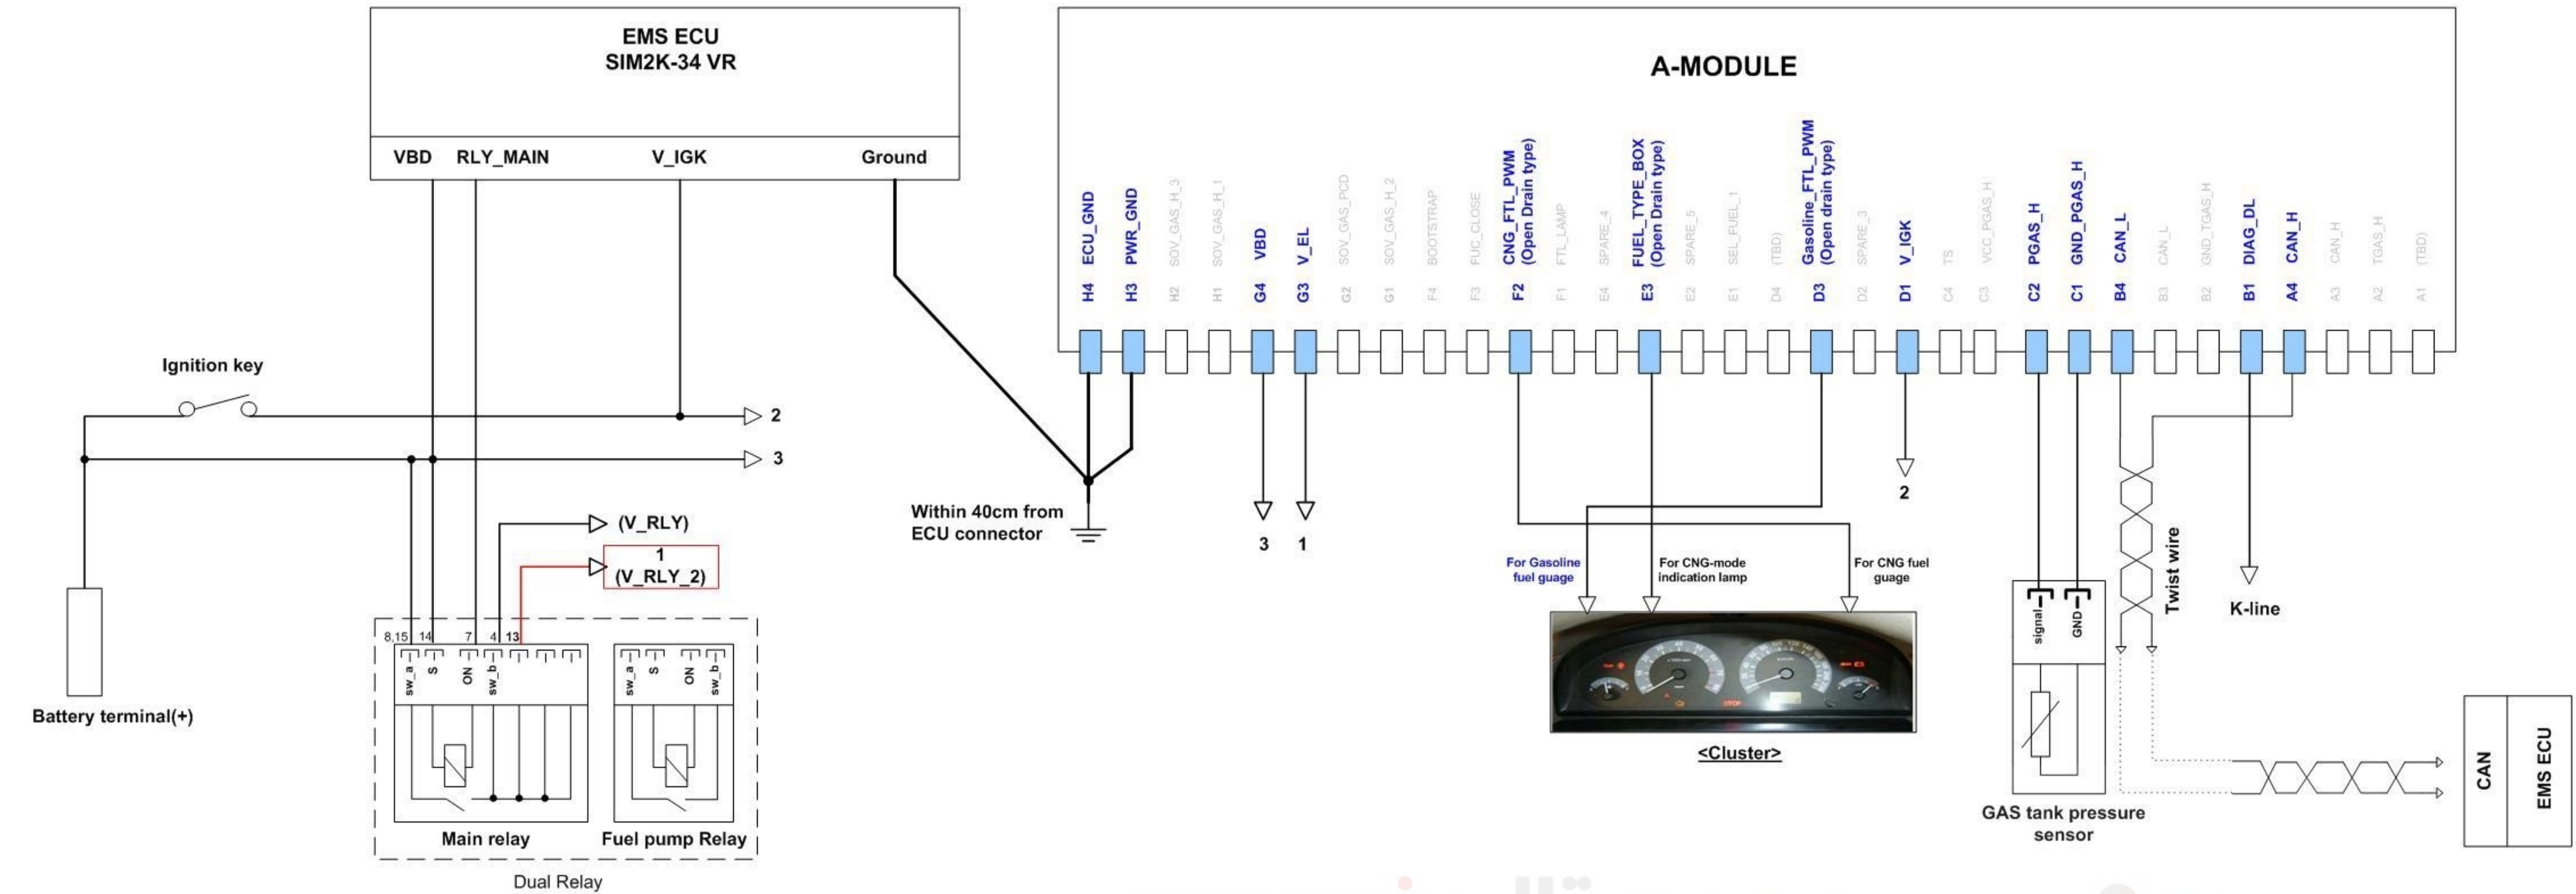 EMS ECU
SIM2K-34 VR
VBD
RLY_MAIN
V_IGK
Ground
Ignition key
2
3
(V_RLY)
1
(V_RLY_2)
Battery terminal(+)
8,15
14
7
4
13
sw_a
S
ON
sw_b
Main relay
sw_a
S
ON
sw_b
Fuel pump Relay
Dual Relay
Within 40cm from
ECU connector
A-MODULE
H4 ECU_GND
H3 PWR_GND
H2 SOV_GAS_H_3
H1 SOV_GAS_H_1
G4 VBD
G3 V_EL
G2 SOV_GAS_PCD
G1 SOV_GAS_H_2
F4 BOOTSTRAP
F3 FUC_CLOSE
F2 CNG_FTL_PWM
(Open Drain type)
F1 FTL_LAMP
E4 SPARE_4
E3 FUEL_TYPE_BOX
(Open Drain type)
E2 SPARE_5
E1 SEL_FUEL_1
D4 (TBD)
D3 Gasoline_FTL_PWM
(Open drain type)
D2 SPARE_3
D1 V_IGK
C4 TS
C3 VCC_PGAS_H
C2 PGAS_H
C1 GND_PGAS_H
B4 CAN_L
B3 CAN_L
B2 GND_TGAS_H
B1 DIAG_DL
A4 CAN_H
A3 CAN_H
A2 TGAS_H
A1 (TBD)
3
1
2
For Gasoline
fuel guage
For CNG-mode
indication lamp
For CNG fuel
guage
STOP
<Cluster>
signal
GND
GAS tank pressure
sensor
Twist wire
K-line
CAN
EMS ECU